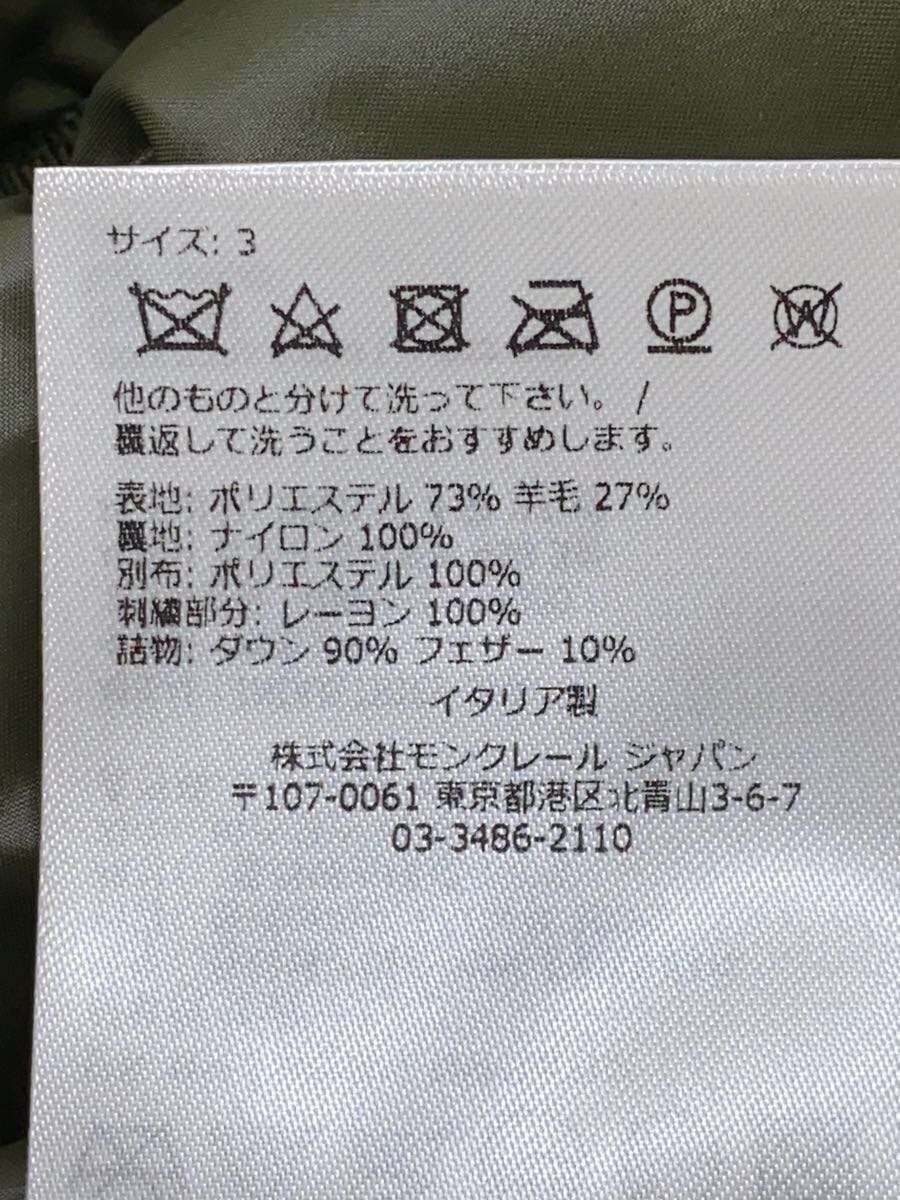 サイズ: 3
P
W
他のものと分けて洗って下さい。 /
裏返して洗うことをおすすめします。
表地: ポリエステル 73% 羊毛 27%
裏地: ナイロン 100%
別布: ポリエステル 100%
刺繍部分: レーヨン 100%
詰物: ダウン 90% フェザー 10%
イタリア製
株式会社モンクレール ジャパン
〒107-0061 東京都港区北青山3-6-7
03-3486-2110